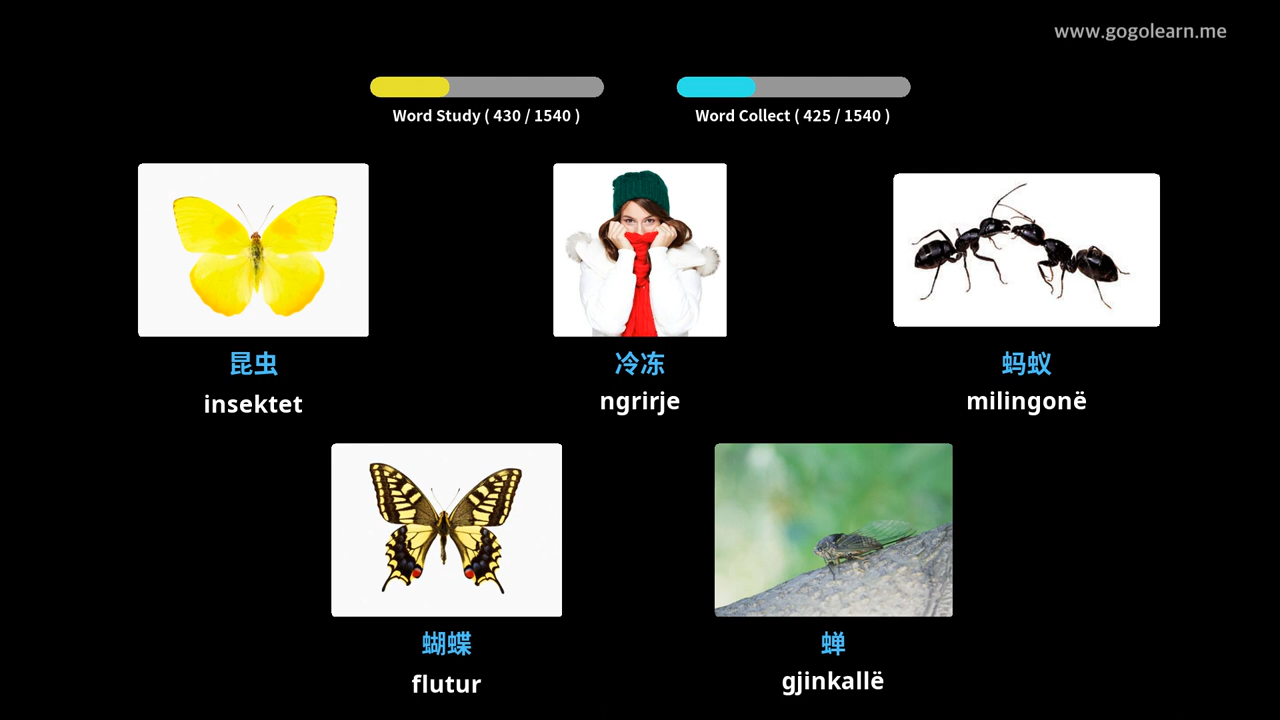 www.gogolearn.me
Word Study ( 430 / 1540 )
Word Collect ( 425 / 1540 )
昆虫
insektet
冷冻
ngrirje
蚂蚁
milingonë
蝴蝶
flutur
蝉
gjinkallë